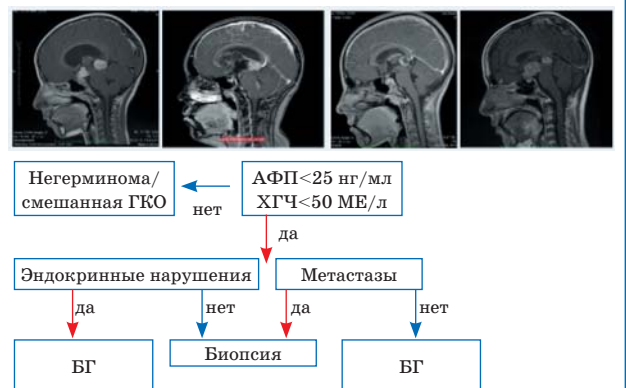 Негерминома/
смешанная ГКО
нет
АФП<25 нг/мл
ХГЧ<50 МЕ/л
да
Эндокринные нарушения
Метастазы
да
нет
да
нет
БГ
Биопсия
БГ